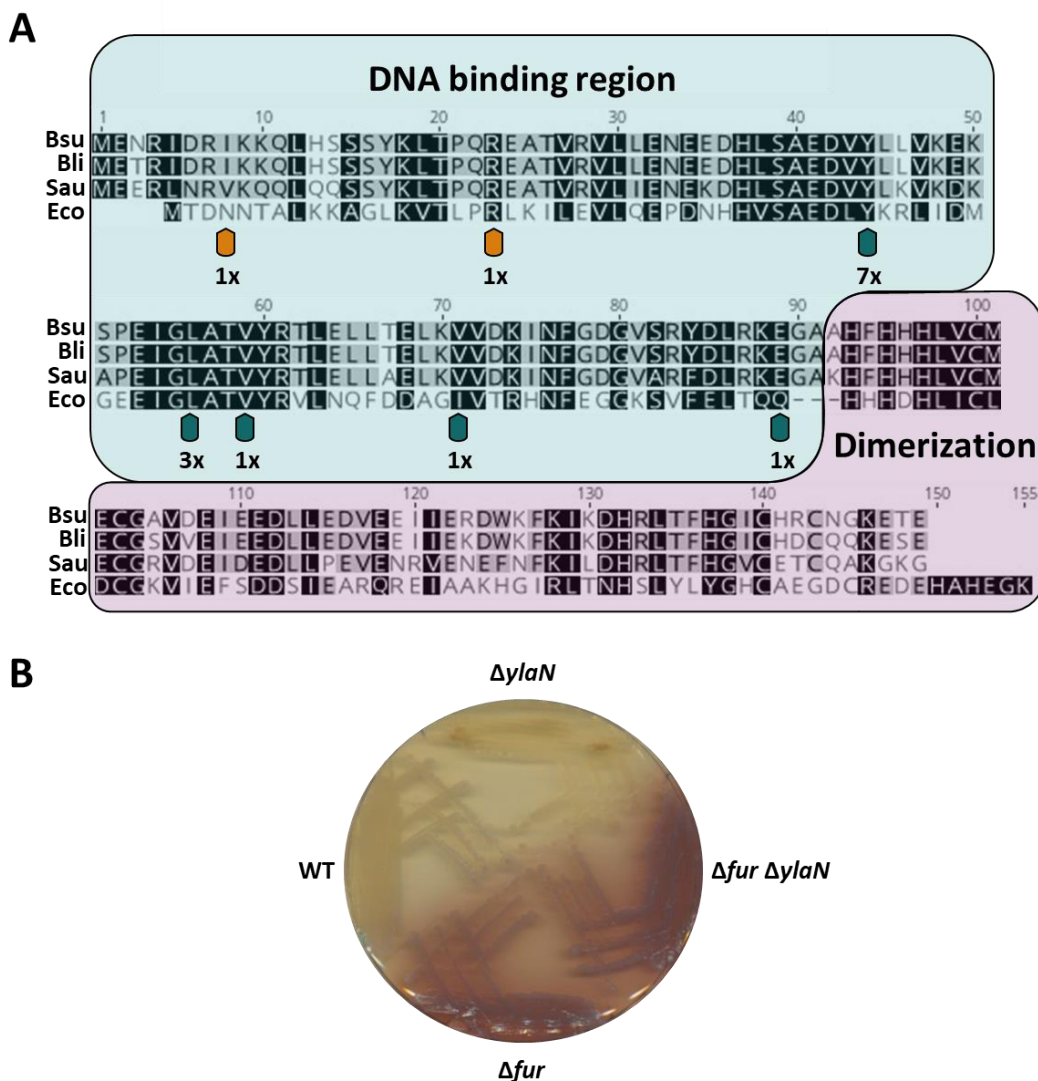 A
DNA binding region
1 10 20 30 40 50
Bsu MENRIDRIKKQLHSSSYKLTPQREATVRVLLENEEDHLSAEDVYLLVKEK
Bli METRIDRIKKQLHSSSYKLTPQREATVRVLLENEEDHLSAEDVYLLVKEK
Sau MEERLNRVKQQLQQSSYKLTPQREATVRVLIENEKDHLSAEDVYLKVKDK
Eco MTDNNTALKKAGLKVTLPRLKILEVLQEPDNHHVSAEDLYKRLIDM
1x 1x 7x
60 70 80 90 100
Bsu SPEIGLATVYRTLELLTELKVVDKINFGDGVSRYDLRKEGAAHFHHHLVCM
Bli SPEIGLATVYRTLELLTELKVVDKINFGDGVSRYDLRKEGAAHFHHHLVCM
Sau APEIGLATVYRTLELLAELKVVDKINFGDGVARFDLRKEGAKHFHHHLVCM
Eco GEEIGLATVYRVLNQFDDAGIVTRHNFEGGKSVFELTQQ---HHDHLICL
3x 1x 1x 1x
Dimerization
110 120 130 140 150 155
Bsu ECGAVDEIEEDLLEDVEEIIERDWKFKIKDHRLTFHGICHRCNGKETE
Bli ECGSVVEIEEDLLEDVEEIIEKDWKFKIKDHRLTFHGICHDCQQKESE
Sau ECGRVDEIDEDLLPEVENRVENEFNFKILDHRLTFHGVCETCQAKGKG
Eco DCGKVIEFSDDSIEARQREIAAKHGIRLTNHSLYLYGHCAEGDCREDEHAHEGK
B
ΔylaN
WT
Δfur ΔylaN
Δfur